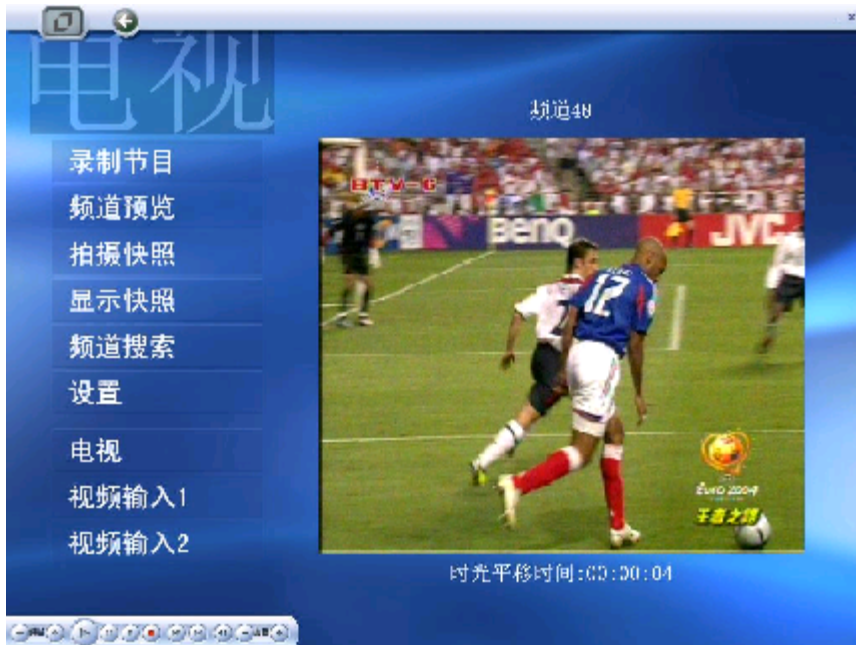 电视
频道40
录制节目
频道预览
拍摄快照
显示快照
频道搜索
设置
电视
视频输入1
视频输入2
BTV-6
BenQ
JVC
12
Euro 2004
王者之路
时光平移时间:00:00:04